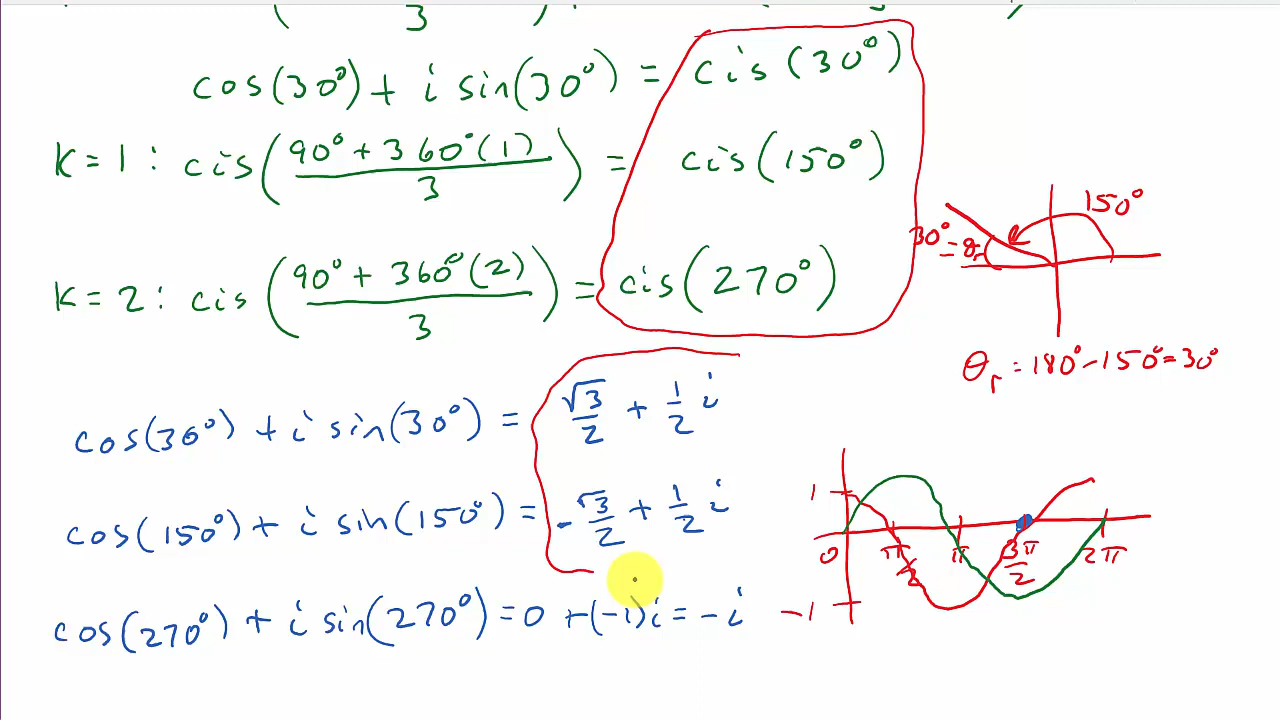 3
cos(30°) + i sin(30°) = cis(30°)
K = 1 : cis((90° + 360°(1))/3) = cis(150°)
K = 2 : cis((90° + 360°(2))/3) = cis(270°)
150°
30° = θr
θr = 180° - 150° = 30°
cos(30°) + i sin(30°) = √3/2 + 1/2 i
cos(150°) + i sin(150°) = -√3/2 + 1/2 i
cos(270°) + i sin(270°) = 0 + (-1)i = -i
1
0 π/2 π 3π/2 2π
-1